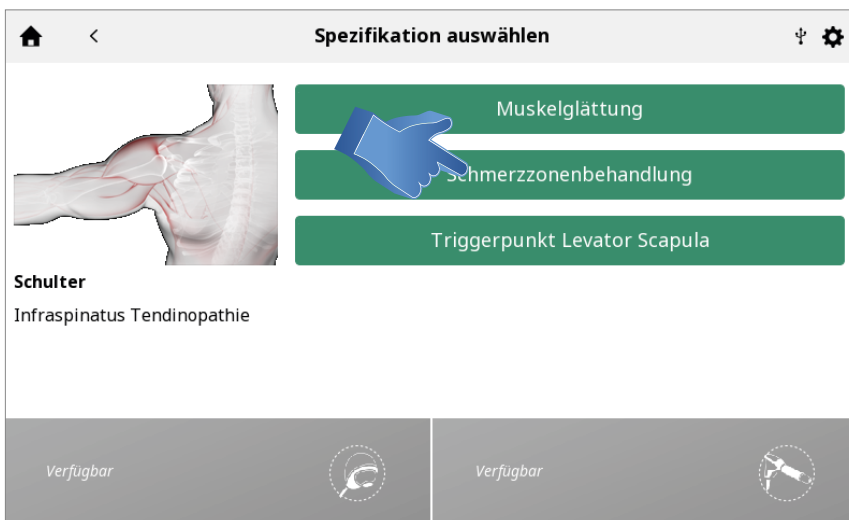 Spezifikation auswählen
Muskelglättung
Schmerzzonenbehandlung
Triggerpunkt Levator Scapula
Schulter
Infraspinatus Tendinopathie
Verfügbar
Verfügbar